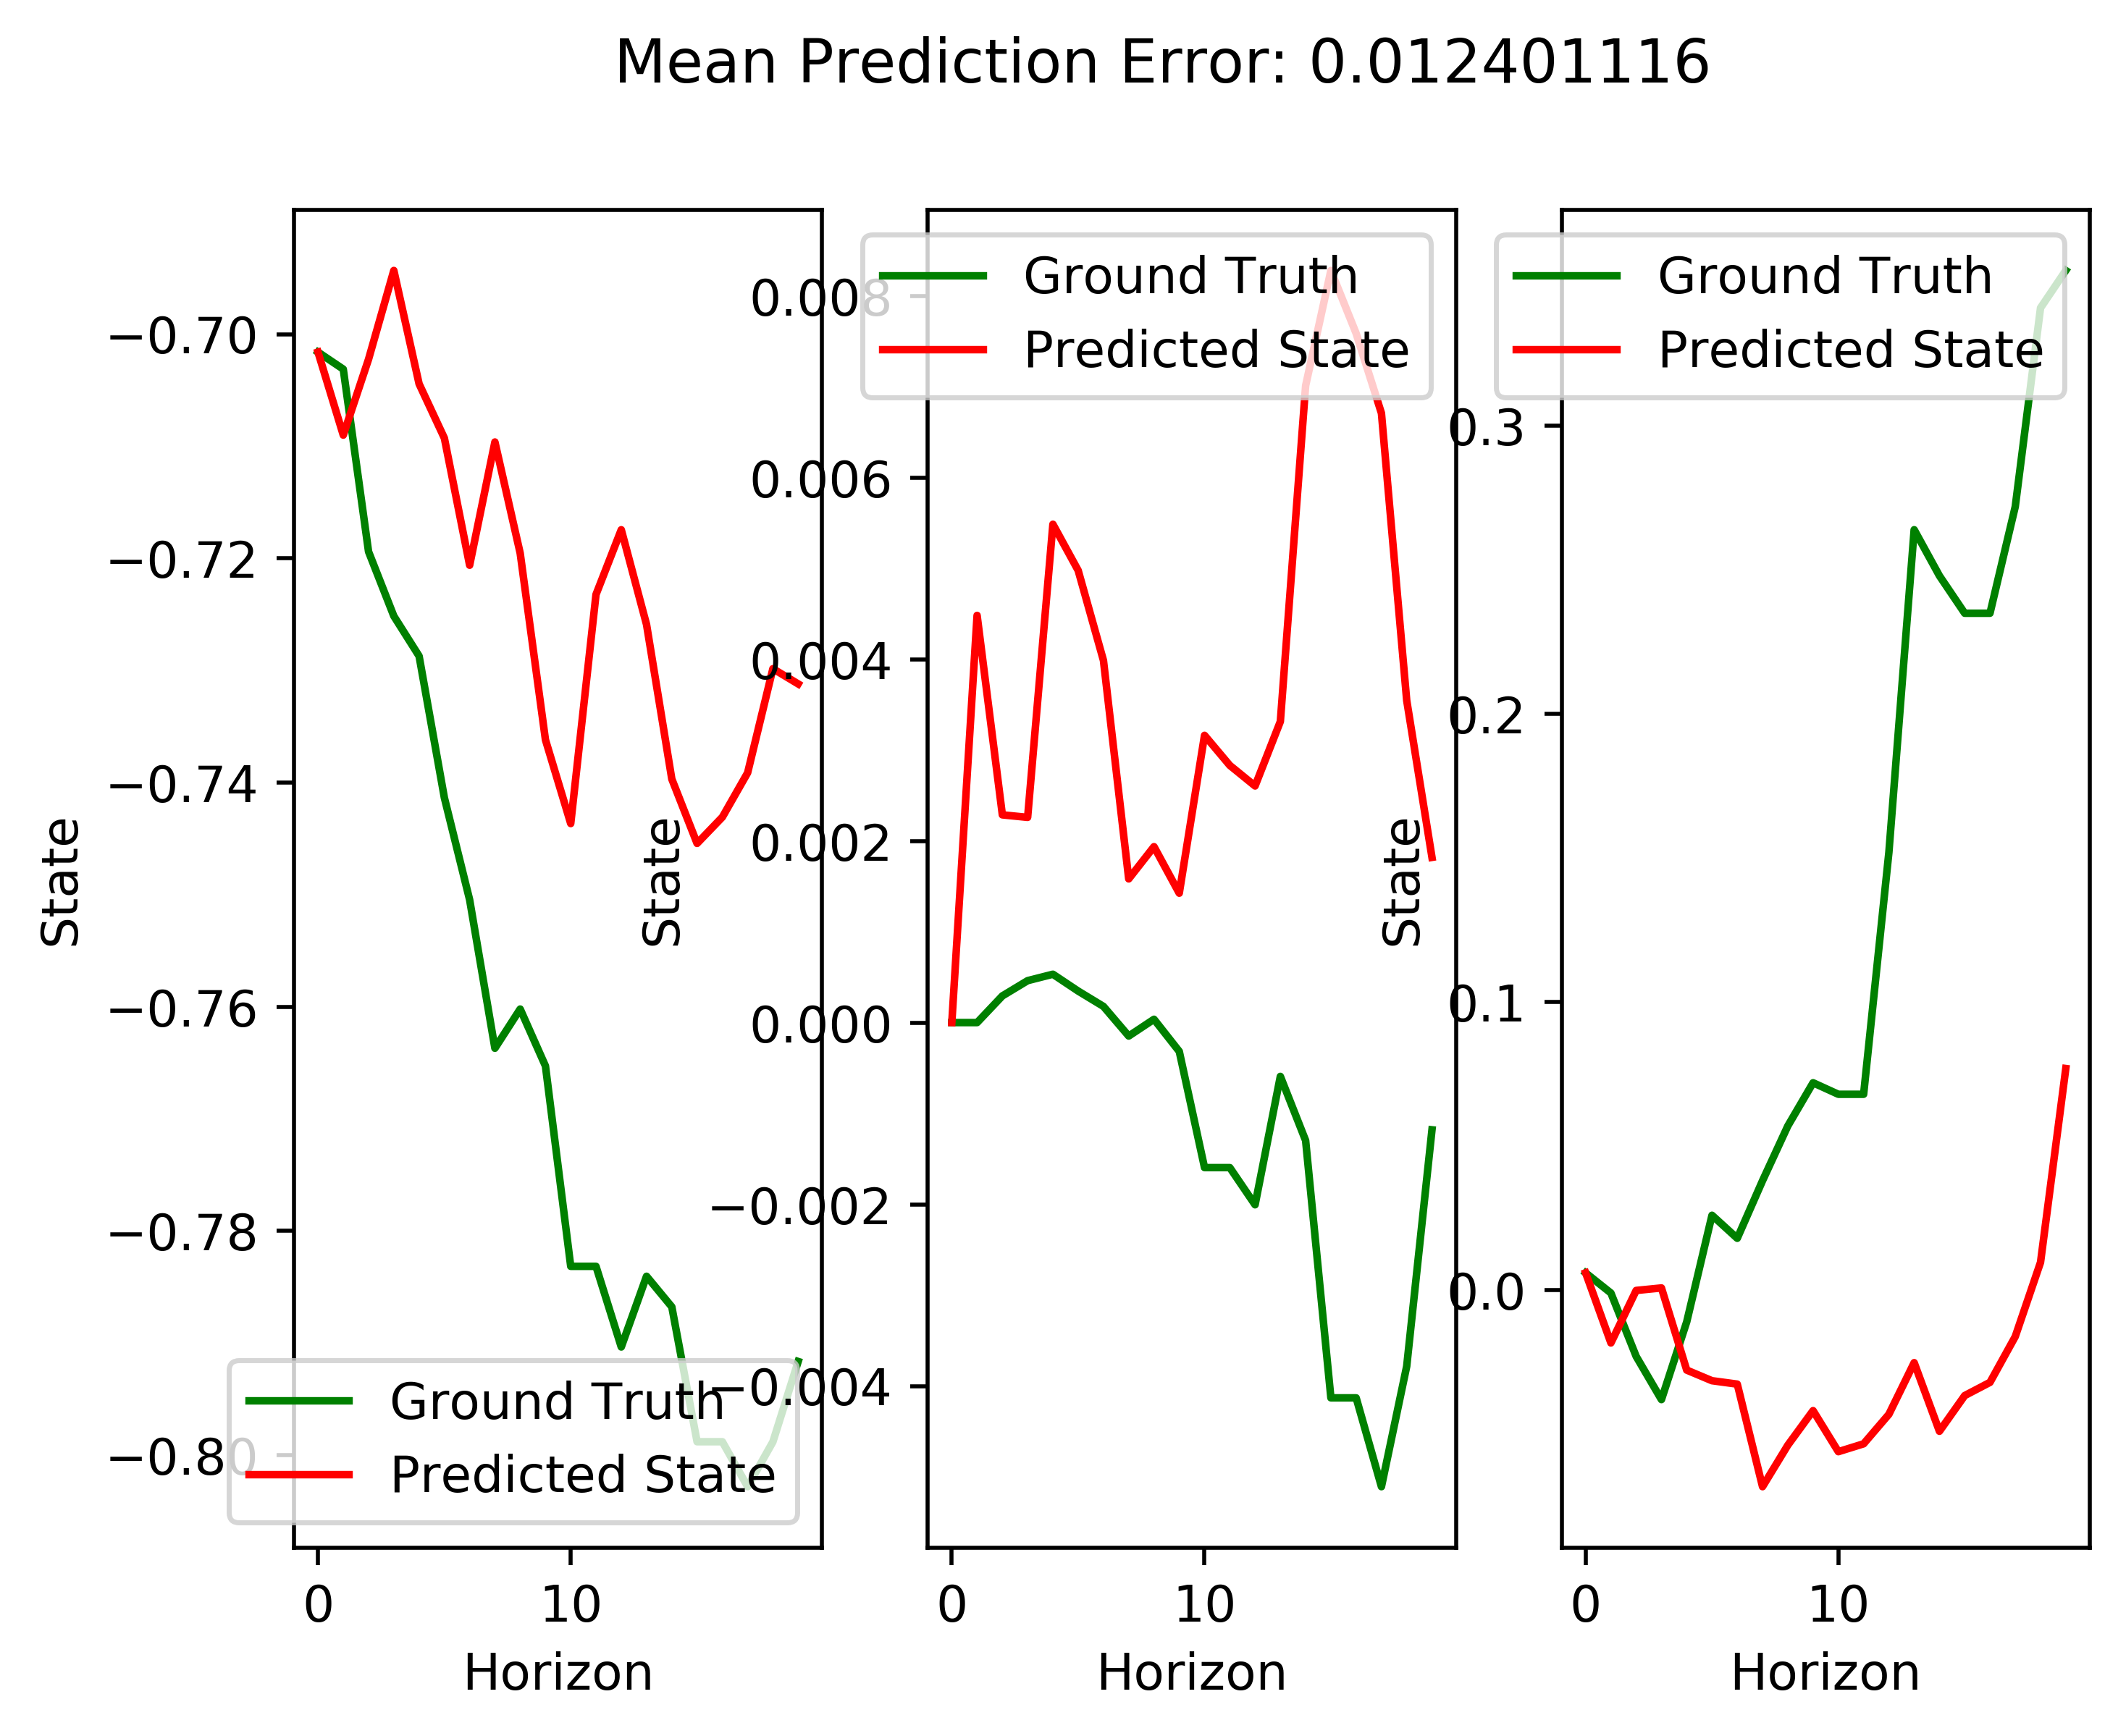 Mean Prediction Error: 0.012401116
−0.70
−0.72
−0.74
−0.76
−0.78
−0.80
State
Ground Truth
Predicted State
0
10
Horizon
0.008
0.006
0.004
0.002
0.000
−0.002
−0.004
State
Ground Truth
Predicted State
0
10
Horizon
0.3
0.2
0.1
0.0
State
Ground Truth
Predicted State
0
10
Horizon